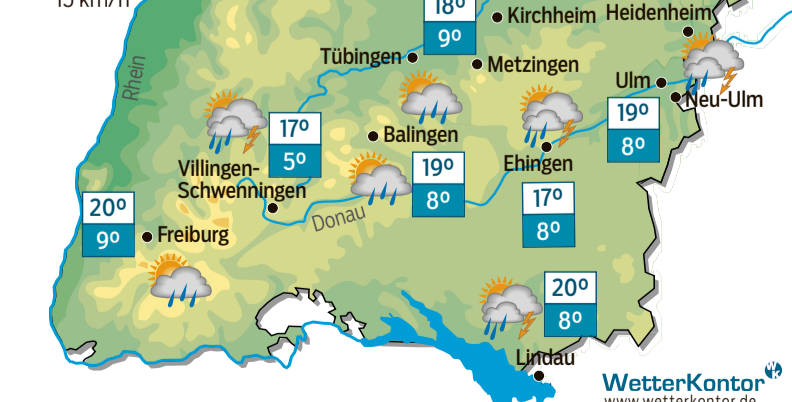 15 km/h
18°
9°
Kirchheim
Heidenheim
Rhein
Tübingen
Metzingen
Ulm
Neu-Ulm
19°
8°
17°
5°
Balingen
Ehingen
Villingen-
Schwenningen
19°
8°
17°
8°
20°
9°
Freiburg
Donau
20°
8°
Lindau
WetterKontor
www.wetterkontor.de